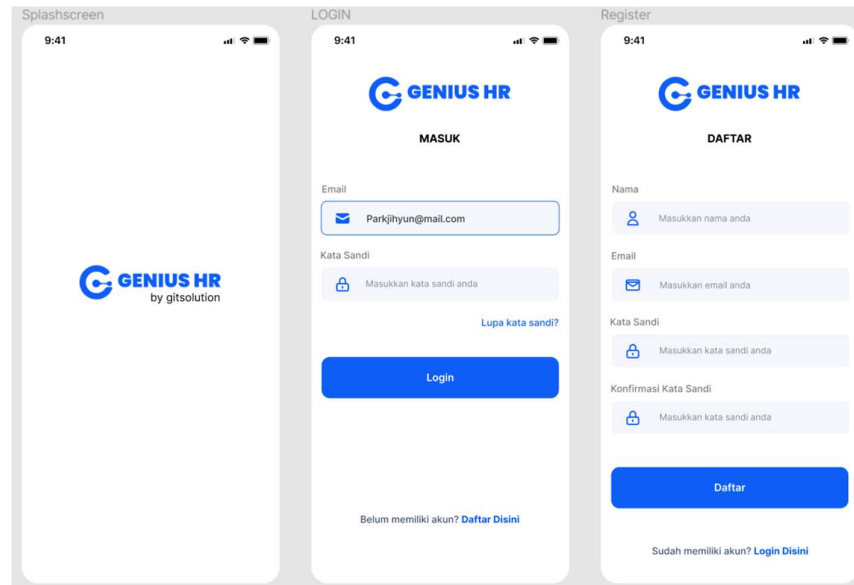 Splashscreen
9:41
GENIUS HR
by gitsolution
LOGIN
9:41
GENIUS HR
MASUK
Email
Parkjihyun@mail.com
Kata Sandi
Masukkan kata sandi anda
Lupa kata sandi?
Login
Belum memiliki akun? Daftar Disini
Register
9:41
GENIUS HR
DAFTAR
Nama
Masukkan nama anda
Email
Masukkan email anda
Kata Sandi
Masukkan kata sandi anda
Konfirmasi Kata Sandi
Masukkan kata sandi anda
Daftar
Sudah memiliki akun? Login Disini